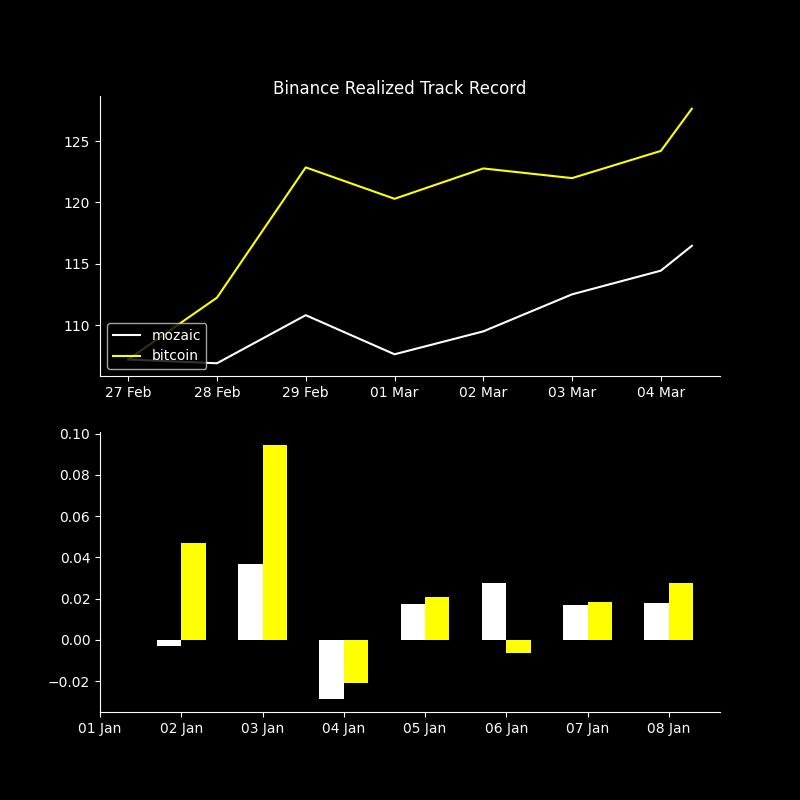 Binance Realized Track Record
125
120
115
110
mozaic
bitcoin
27 Feb 28 Feb 29 Feb 01 Mar 02 Mar 03 Mar 04 Mar
0.10
0.08
0.06
0.04
0.02
0.00
−0.02
01 Jan 02 Jan 03 Jan 04 Jan 05 Jan 06 Jan 07 Jan 08 Jan